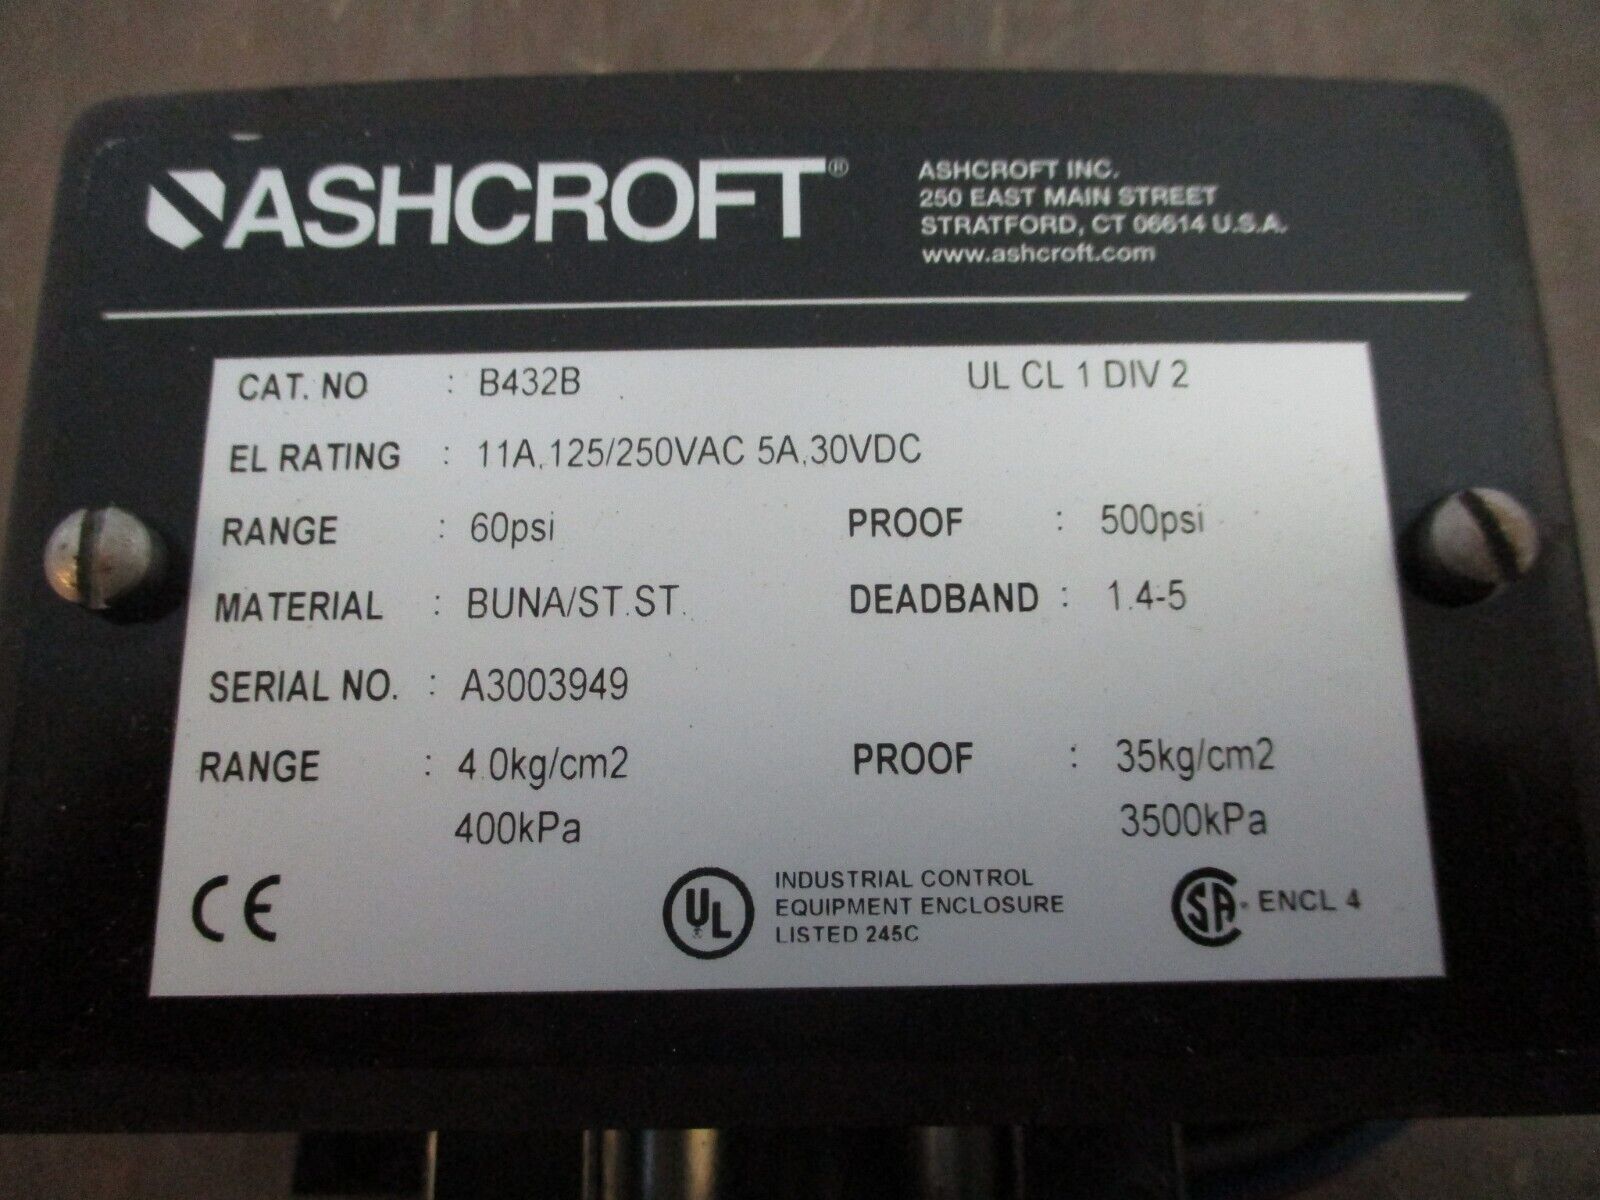 ASHCROFT®
ASHCROFT INC.
250 EAST MAIN STREET
STRATFORD, CT 06614 U.S.A.
www.ashcroft.com
CAT. NO : B432B UL CL 1 DIV 2
EL RATING : 11A,125/250VAC 5A,30VDC
RANGE : 60psi PROOF : 500psi
MATERIAL : BUNA/ST.ST. DEADBAND : 1.4-5
SERIAL NO. : A3003949
RANGE : 4.0kg/cm2 PROOF : 35kg/cm2
400kPa 3500kPa
CE
UL
INDUSTRIAL CONTROL
EQUIPMENT ENCLOSURE
LISTED 245C
CSA® ENCL 4